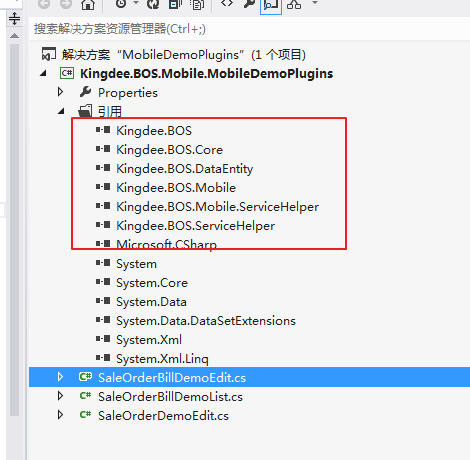 搜索解决方案资源管理器(Ctrl+;)
解决方案“MobileDemoPlugins”(1 个项目)
Kingdee.BOS.Mobile.MobileDemoPlugins
Properties
引用
Kingdee.BOS
Kingdee.BOS.Core
Kingdee.BOS.DataEntity
Kingdee.BOS.Mobile
Kingdee.BOS.Mobile.ServiceHelper
Kingdee.BOS.ServiceHelper
Microsoft.CSharp
System
System.Core
System.Data
System.Data.DataSetExtensions
System.Xml
System.Xml.Linq
C# SaleOrderBillDemoEdit.cs
C# SaleOrderBillDemoList.cs
C# SaleOrderDemoEdit.cs